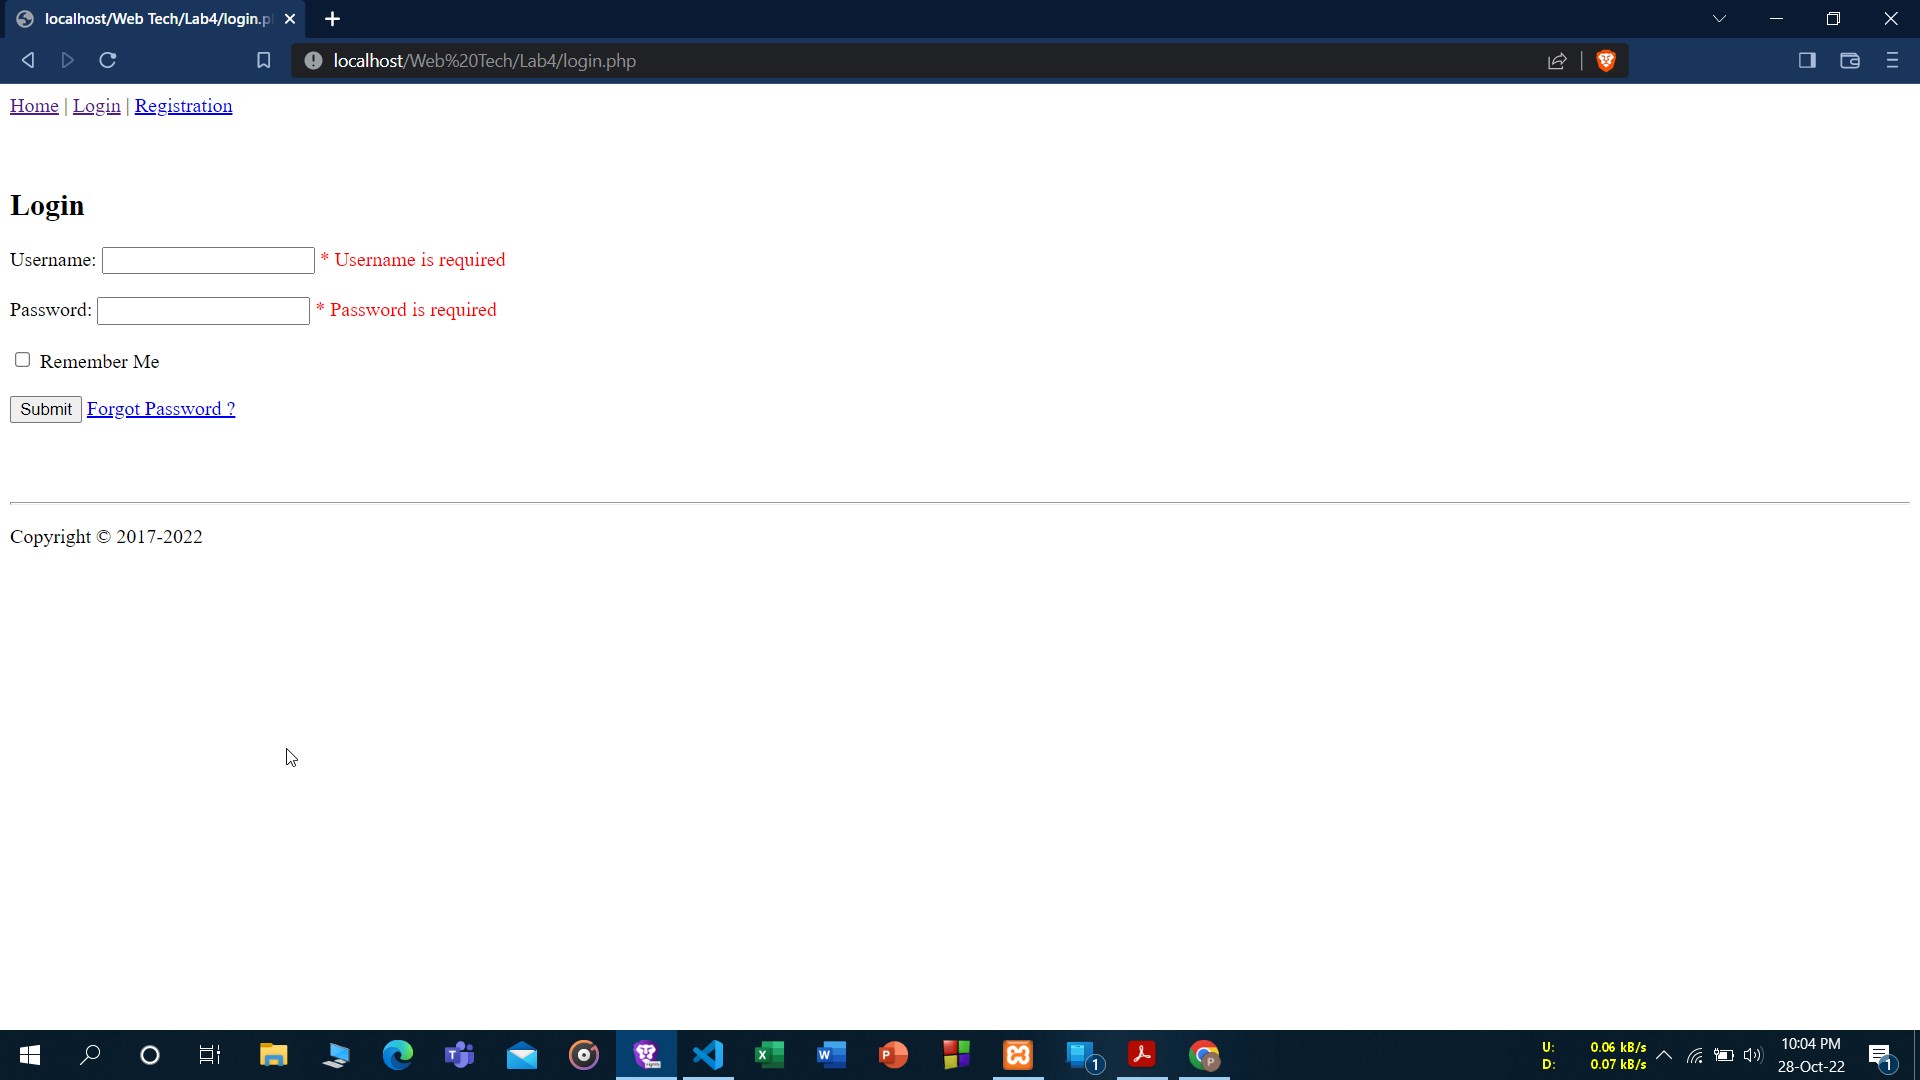 localhost/Web Tech/Lab4/login.p
localhost/Web%20Tech/Lab4/login.php
Home | Login | Registration
Login
Username: * Username is required
Password: * Password is required
Remember Me
Submit Forgot Password ?
Copyright © 2017-2022
U: 0.06 kB/s
D: 0.07 kB/s
10:04 PM
28-Oct-22
1
1